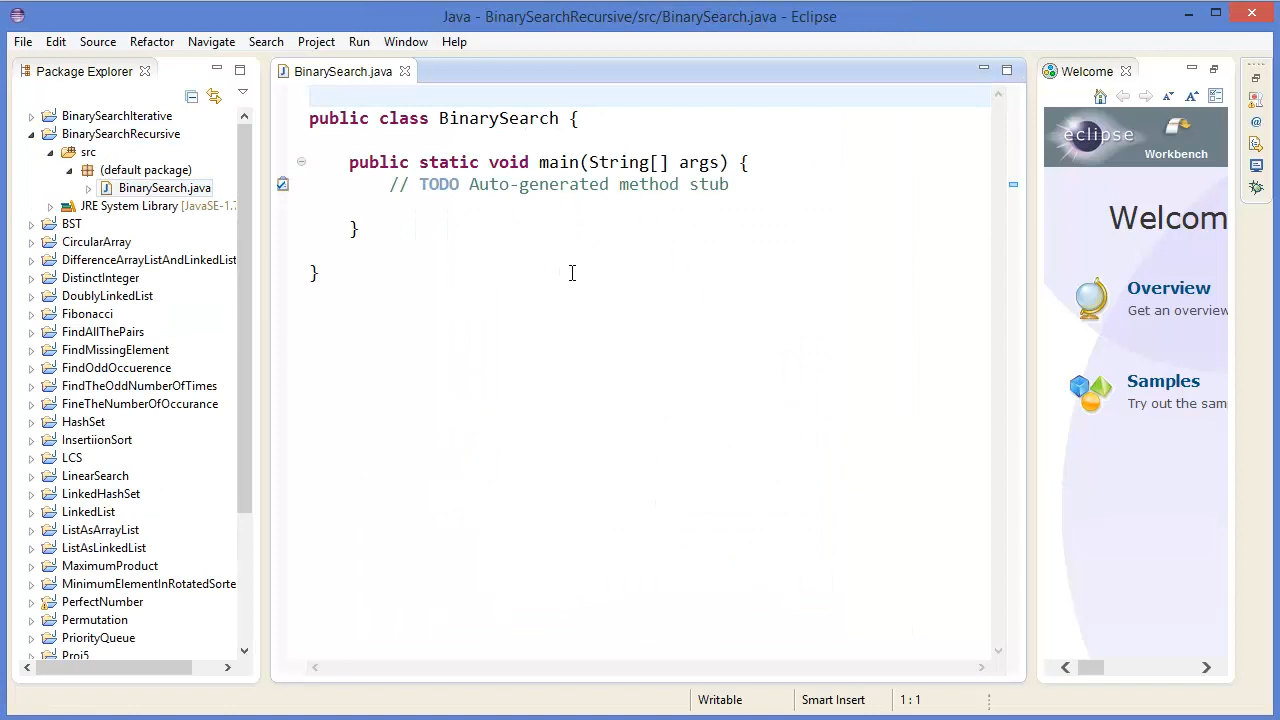 Java - BinarySearchRecursive/src/BinarySearch.java - Eclipse
File Edit Source Refactor Navigate Search Project Run Window Help
Package Explorer
BinarySearchIterative
BinarySearchRecursive
src
(default package)
BinarySearch.java
JRE System Library [JavaSE-1.7
BST
CircularArray
DifferenceArrayListAndLinkedList
DistinctInteger
DoublyLinkedList
Fibonacci
FindAllThePairs
FindMissingElement
FindOddOccuerence
FindTheOddNumberOfTimes
FineTheNumberOfOccurance
HashSet
InsertiionSort
LCS
LinearSearch
LinkedHashSet
LinkedList
ListAsArrayList
ListAsLinkedList
MaximumProduct
MinimumElementInRotatedSorte
PerfectNumber
Permutation
PriorityQueue
Proj5
BinarySearch.java
public class BinarySearch {
public static void main(String[] args) {
// TODO Auto-generated method stub
}
}
Welcome
eclipse
Workbench
Welcom
Overview
Get an overview
Samples
Try out the sam
Writable Smart Insert 1 : 1